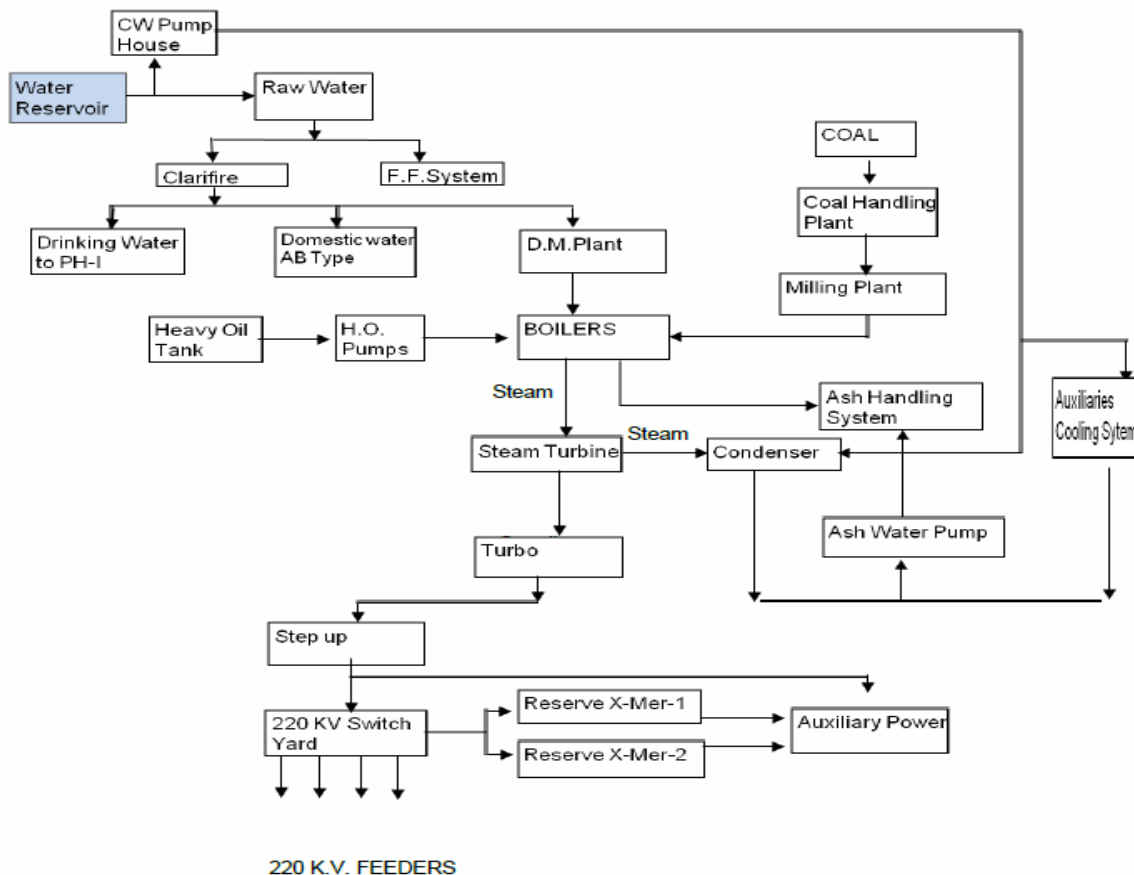 CW Pump
House
Water
Reservoir
Raw Water
COAL
Clarifire
F.F.System
Coal Handling
Plant
Drinking Water
to PH-I
Domestic water
AB Type
D.M.Plant
Milling Plant
Heavy Oil
Tank
H.O.
Pumps
BOILERS
Steam
Ash Handling
System
Auxiliaries
Cooling Sytem
Steam Turbine
Steam
Condenser
Ash Water Pump
Turbo
Step up
220 KV Switch
Yard
Reserve X-Mer-1
Reserve X-Mer-2
Auxiliary Power
220 K.V. FEEDERS